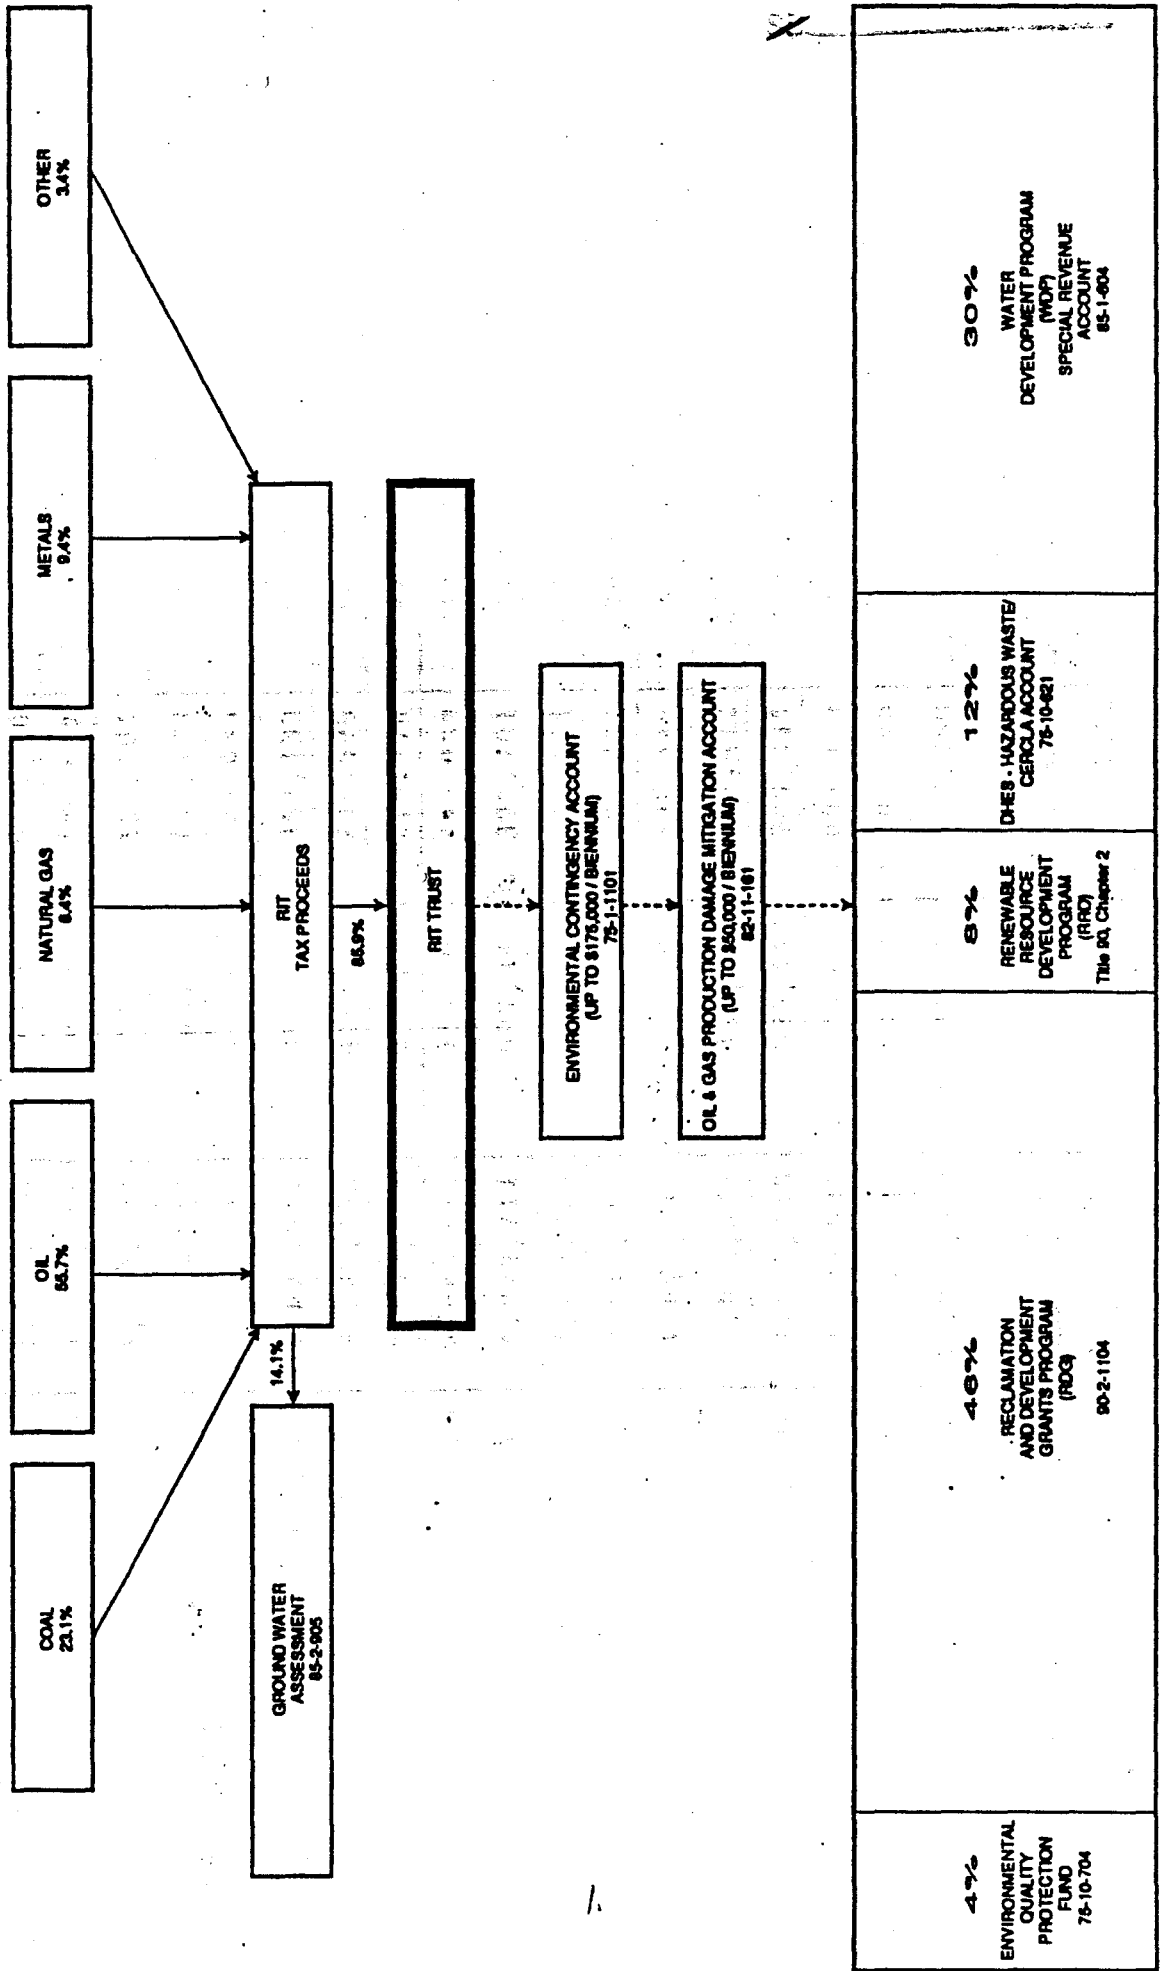 COAL
23.1%
OIL
55.7%
NATURAL GAS
8.4%
METALS
9.4%
OTHER
3.4%
GROUND WATER
ASSESSMENT
85-2-905
14.1%
RIT
TAX PROCEEDS
85.9%
RIT TRUST
ENVIRONMENTAL CONTINGENCY ACCOUNT
(UP TO $175,000 / BIENNIUM)
75-1-1101
OIL & GAS PRODUCTION DAMAGE MITIGATION ACCOUNT
(UP TO $50,000 / BIENNIUM)
82-11-161
4%
ENVIRONMENTAL
QUALITY
PROTECTION
FUND
75-10-704
46%
RECLAMATION
AND DEVELOPMENT
GRANTS PROGRAM
(RDG)
90-2-1104
8%
RENEWABLE
RESOURCE
DEVELOPMENT
PROGRAM
(RRD)
Title 90, Chapter 2
12%
DHES - HAZARDOUS WASTE/
CERCLA ACCOUNT
75-10-621
30%
WATER
DEVELOPMENT PROGRAM
(WDP)
SPECIAL REVENUE
ACCOUNT
85-1-604
1.